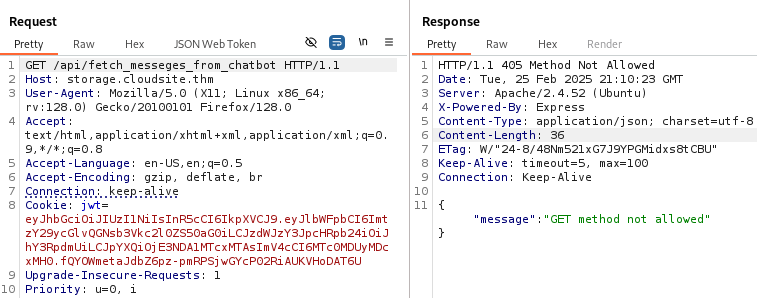 Request
Pretty Raw Hex JSON Web Token \n
1 GET /api/fetch_messeges_from_chatbot HTTP/1.1
2 Host: storage.cloudsite.thm
3 User-Agent: Mozilla/5.0 (X11; Linux x86_64;
rv:128.0) Gecko/20100101 Firefox/128.0
4 Accept:
text/html,application/xhtml+xml,application/xml;q=0.
9,*/*;q=0.8
5 Accept-Language: en-US,en;q=0.5
6 Accept-Encoding: gzip, deflate, br
7 Connection: keep-alive
8 Cookie: jwt=
eyJhbGciOiJIUzI1NiIsInR5cCI6IkpXVCJ9.eyJlbWFpbCI6Imt
zY29ycGlvQGNsb3Vkc2l0ZS50aG0iLCJzdWJzY3JpcHRpb24iOiJ
hY3RpdmUiLCJpYXQiOjE3NDA1MTcxMTAsImV4cCI6MTc0MDUyMDc
xMH0.fQYOWmetaJdbZ6pz-pmRPSjwGYcP02RiAUKVHoDAT6U
9 Upgrade-Insecure-Requests: 1
10 Priority: u=0, i
Response
Pretty Raw Hex Render
1 HTTP/1.1 405 Method Not Allowed
2 Date: Tue, 25 Feb 2025 21:10:23 GMT
3 Server: Apache/2.4.52 (Ubuntu)
4 X-Powered-By: Express
5 Content-Type: application/json; charset=utf-8
6 Content-Length: 36
7 ETag: W/"24-8/48Nm521xG7J9YPGMidxs8tCBU"
8 Keep-Alive: timeout=5, max=100
9 Connection: Keep-Alive
10
11 {
"message":"GET method not allowed"
}